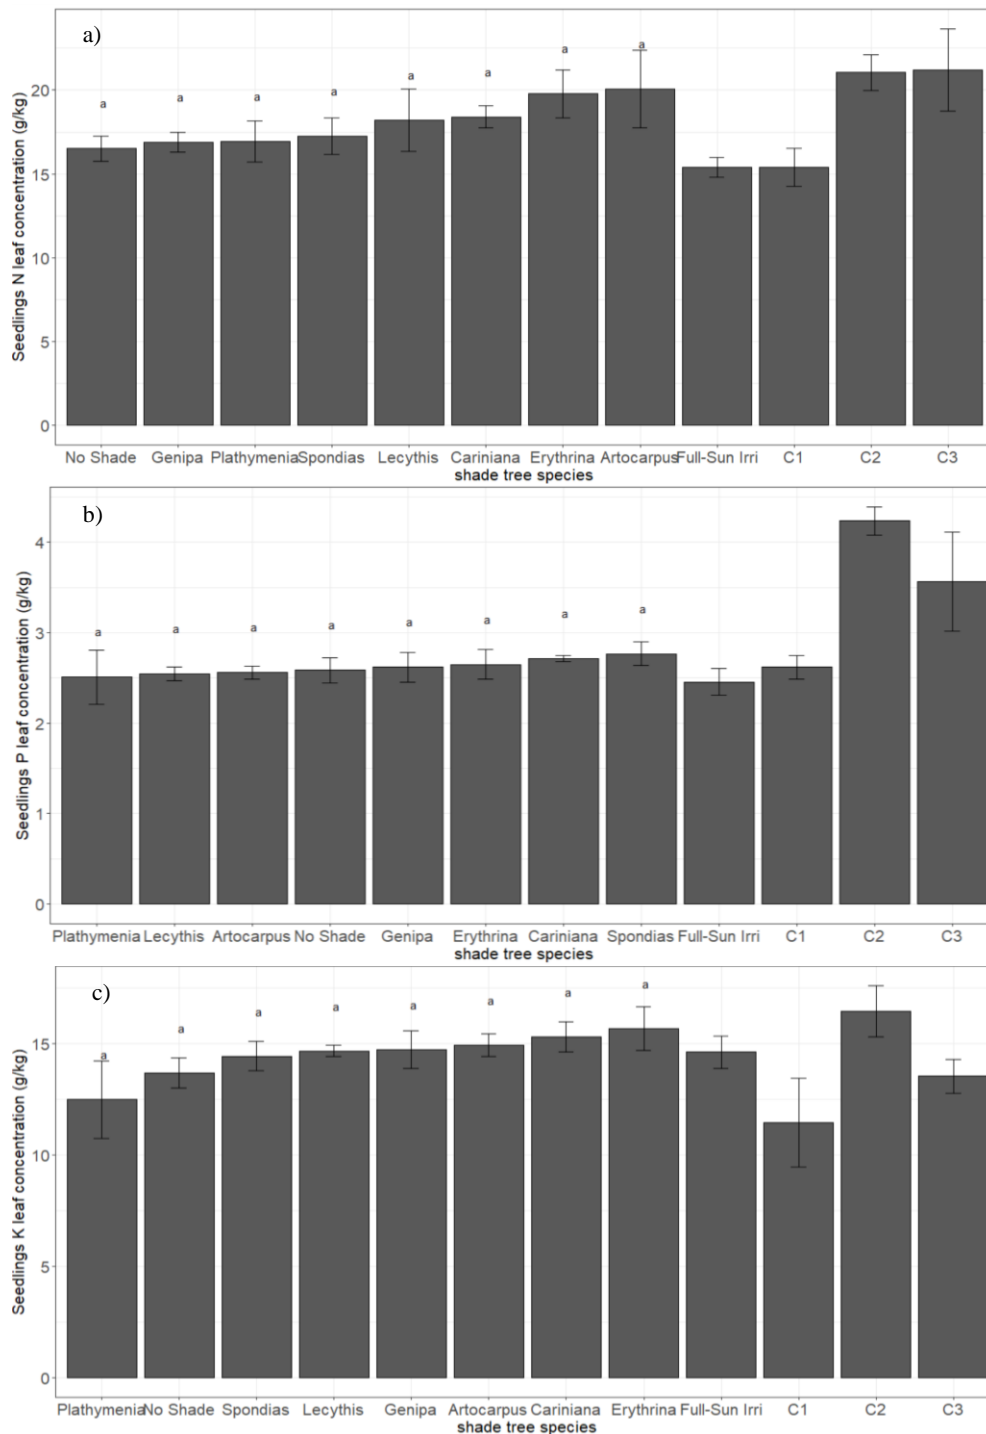 a)
a a a a a a a a
Seedlings N leaf concentration (g/kg)
20
15
10
5
0
No Shade Genipa Plathymenia Spondias Lecythis Cariniana Erythrina Artocarpus Full-Sun Irri C1 C2 C3
shade tree species
b)
a a a a a a a a
Seedlings P leaf concentration (g/kg)
4
3
2
1
0
Plathymenia Lecythis Artocarpus No Shade Genipa Erythrina Cariniana Spondias Full-Sun Irri C1 C2 C3
shade tree species
c)
a a a a a a a a
Seedlings K leaf concentration (g/kg)
15
10
5
0
Plathymenia No Shade Spondias Lecythis Genipa Artocarpus Cariniana Erythrina Full-Sun Irri C1 C2 C3
shade tree species